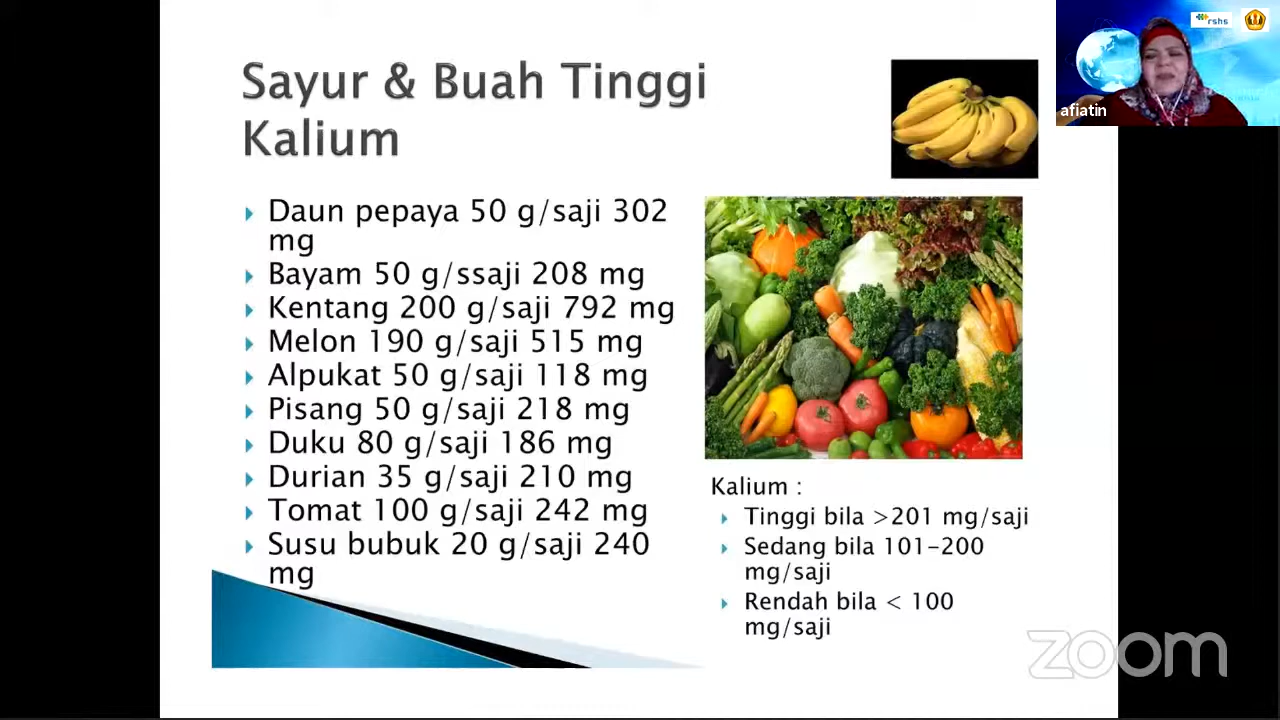 Sayur & Buah Tinggi
Kalium
Daun pepaya 50 g/saji 302
mg
Bayam 50 g/ssaji 208 mg
Kentang 200 g/saji 792 mg
Melon 190 g/saji 515 mg
Alpukat 50 g/saji 118 mg
Pisang 50 g/saji 218 mg
Duku 80 g/saji 186 mg
Durian 35 g/saji 210 mg
Tomat 100 g/saji 242 mg
Susu bubuk 20 g/saji 240
mg
Kalium :
Tinggi bila >201 mg/saji
Sedang bila 101-200
mg/saji
Rendah bila < 100
mg/saji
rshs
afiatin
zoom